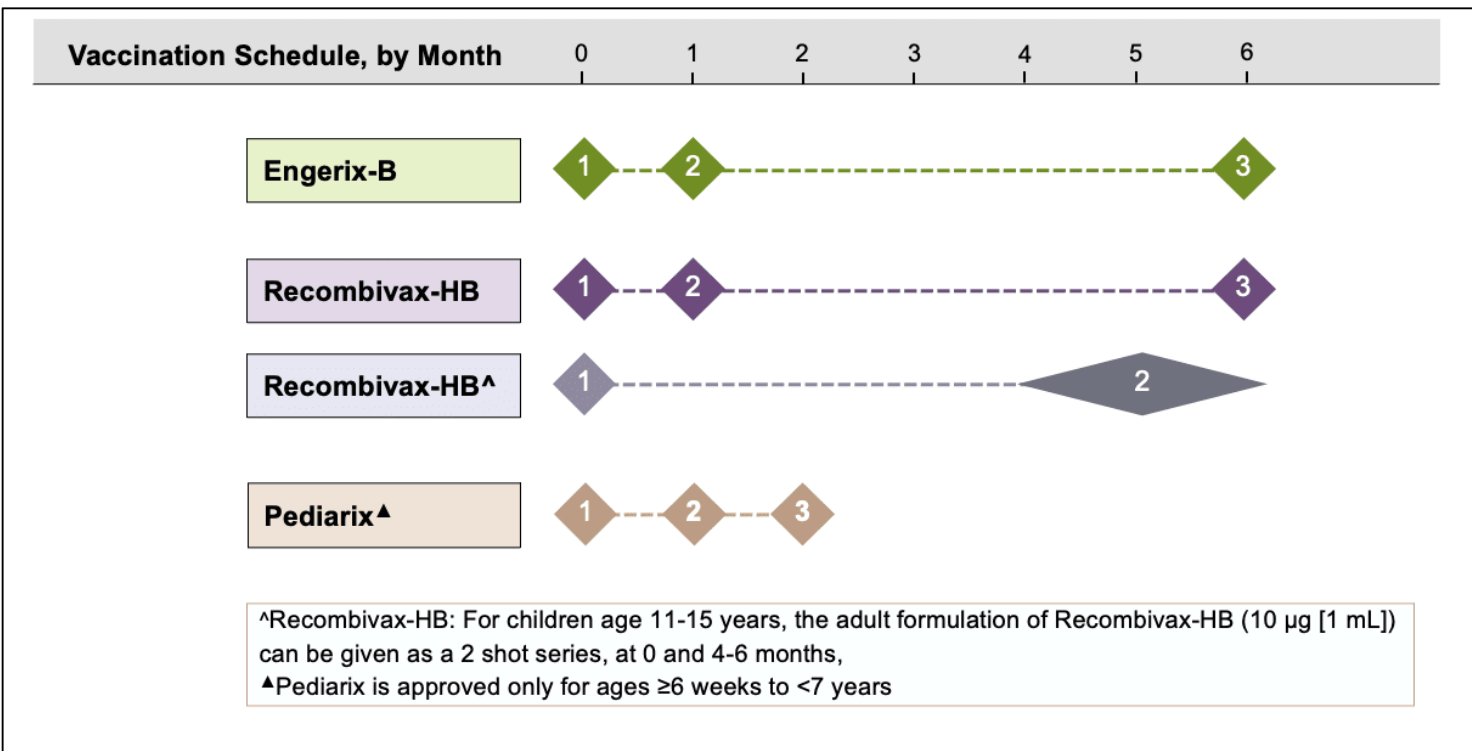 Vaccination Schedule, by Month 0 1 2 3 4 5 6
Engerix-B 1 2 3
Recombivax-HB 1 2 3
Recombivax-HB^ 1 2
Pediarix▲ 1 2 3
^Recombivax-HB: For children age 11-15 years, the adult formulation of Recombivax-HB (10 µg [1 mL])
can be given as a 2 shot series, at 0 and 4-6 months,
▲Pediarix is approved only for ages ≥6 weeks to <7 years